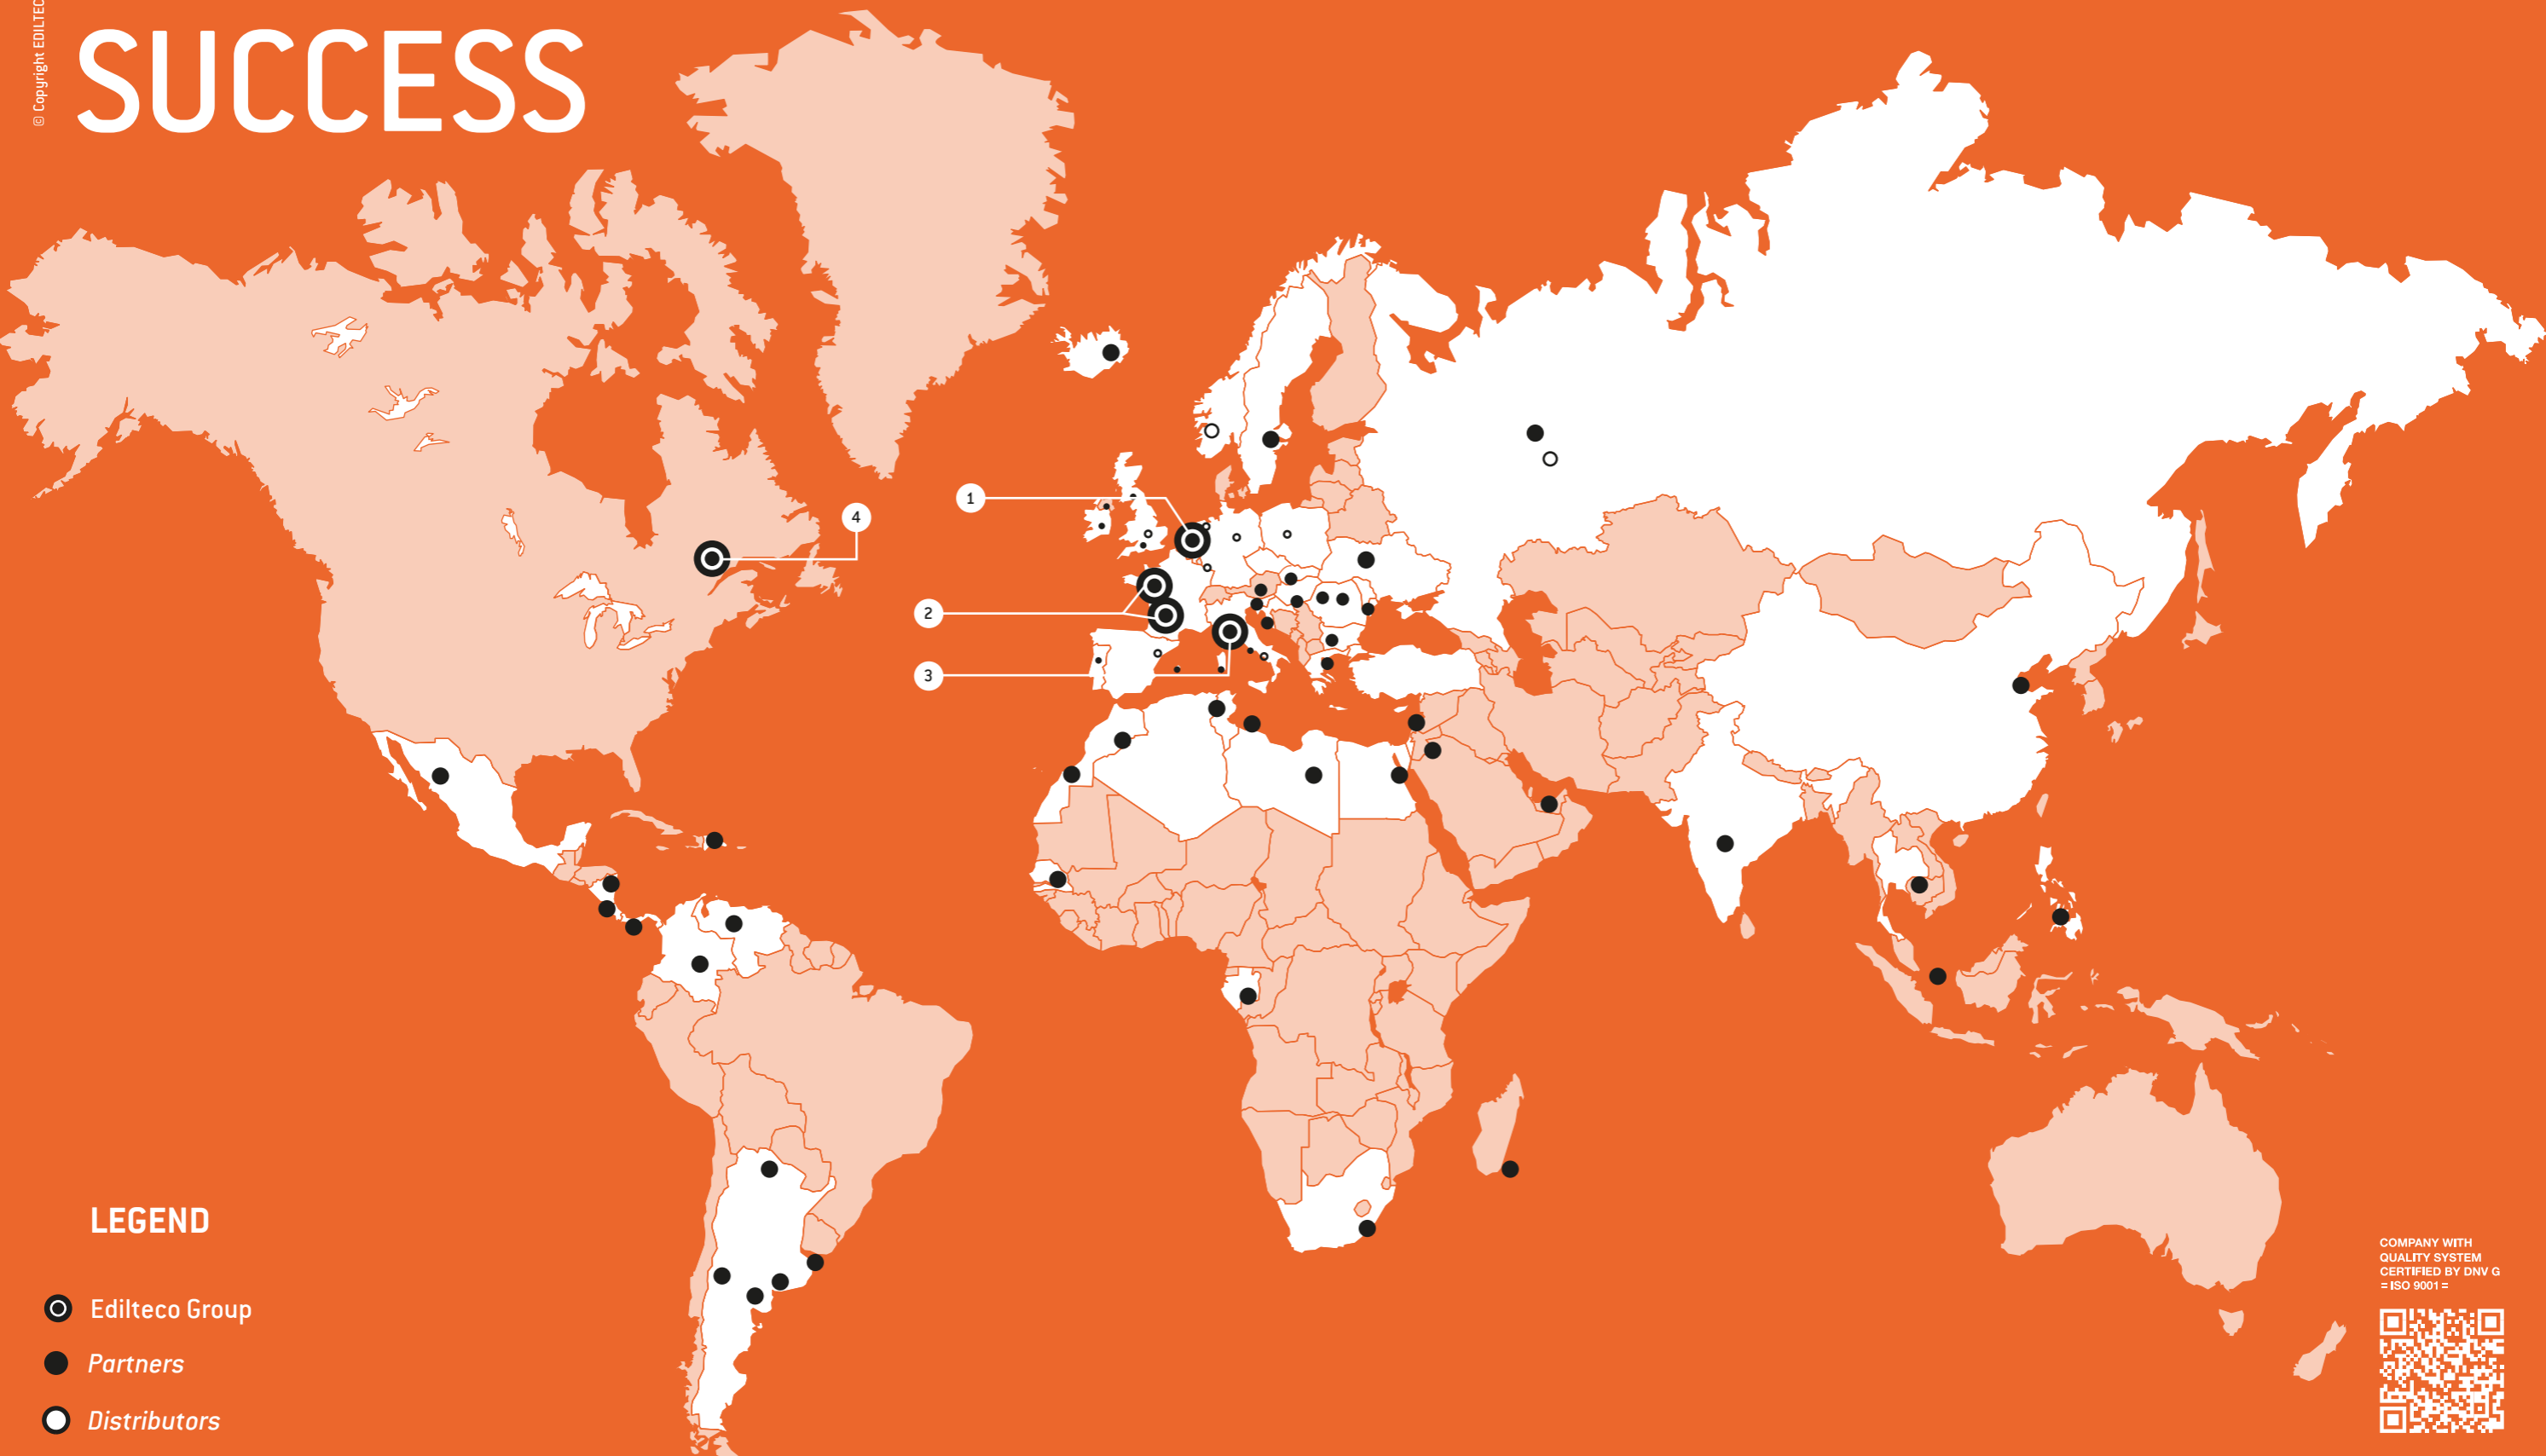 © Copyright EDILTEC
SUCCESS
1
4
2
3
LEGEND
Edilteco Group
Partners
Distributors
COMPANY WITH
QUALITY SYSTEM
CERTIFIED BY DNV G
= ISO 9001 =